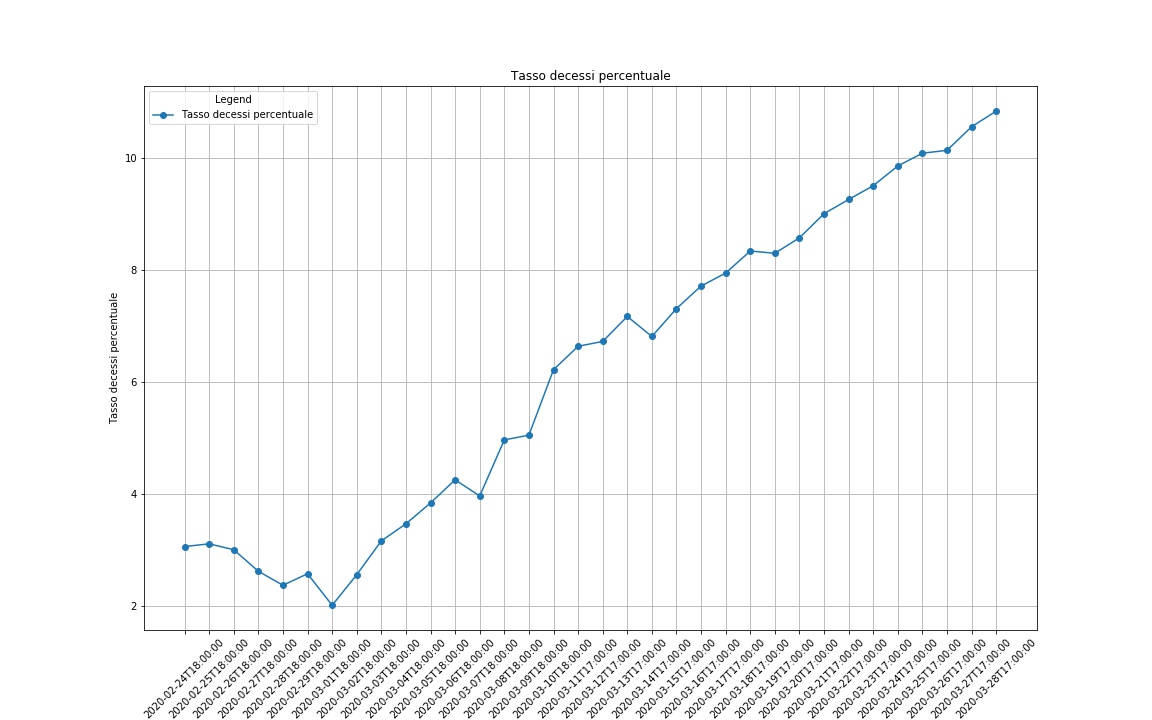 Tasso decessi percentuale
Legend
Tasso decessi percentuale
Tasso decessi percentuale
10
8
6
4
2
2020-02-24T18:00:00
2020-02-25T18:00:00
2020-02-26T18:00:00
2020-02-27T18:00:00
2020-02-28T18:00:00
2020-02-29T18:00:00
2020-03-01T18:00:00
2020-03-02T18:00:00
2020-03-03T18:00:00
2020-03-04T18:00:00
2020-03-05T18:00:00
2020-03-06T18:00:00
2020-03-07T18:00:00
2020-03-08T18:00:00
2020-03-09T18:00:00
2020-03-10T18:00:00
2020-03-11T17:00:00
2020-03-12T17:00:00
2020-03-13T17:00:00
2020-03-14T17:00:00
2020-03-15T17:00:00
2020-03-16T17:00:00
2020-03-17T17:00:00
2020-03-18T17:00:00
2020-03-19T17:00:00
2020-03-20T17:00:00
2020-03-21T17:00:00
2020-03-22T17:00:00
2020-03-23T17:00:00
2020-03-24T17:00:00
2020-03-25T17:00:00
2020-03-26T17:00:00
2020-03-27T17:00:00
2020-03-28T17:00:00